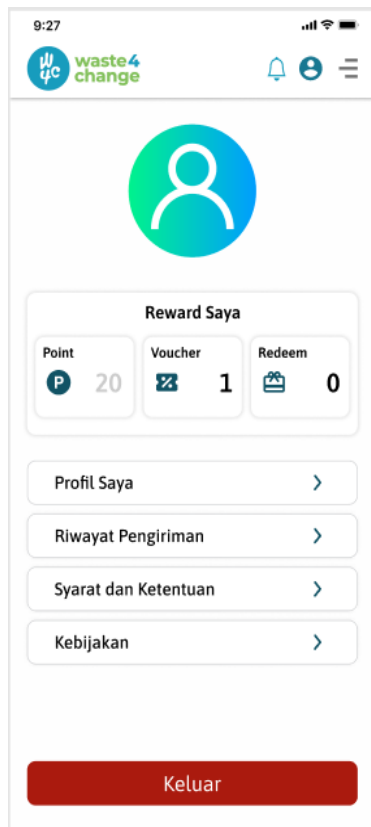 9:27
waste4
change
Reward Saya
Point
Voucher
Redeem
P
20
1
0
Profil Saya
Riwayat Pengiriman
Syarat dan Ketentuan
Kebijakan
Keluar